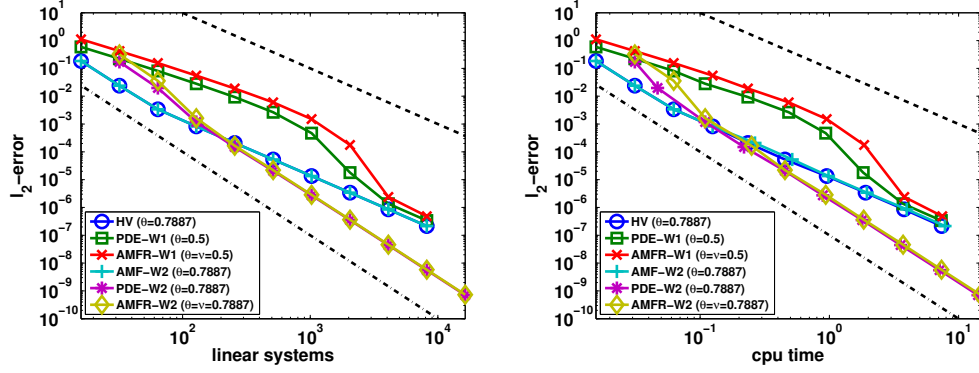 10^1
10^0
10^-1
10^-2
10^-3
10^-4
10^-5
10^-6
10^-7
10^-8
10^-9
10^-10
l_2-error
HV (θ=0.7887)
PDE-W1 (θ=0.5)
AMFR-W1 (θ=ν=0.5)
AMF-W2 (θ=0.7887)
PDE-W2 (θ=0.7887)
AMFR-W2 (θ=ν=0.7887)
10^2
10^3
10^4
linear systems
10^1
10^0
10^-1
10^-2
10^-3
10^-4
10^-5
10^-6
10^-7
10^-8
10^-9
10^-10
l_2-error
HV (θ=0.7887)
PDE-W1 (θ=0.5)
AMFR-W1 (θ=ν=0.5)
AMF-W2 (θ=0.7887)
PDE-W2 (θ=0.7887)
AMFR-W2 (θ=ν=0.7887)
10^-1
10^0
10^1
cpu time